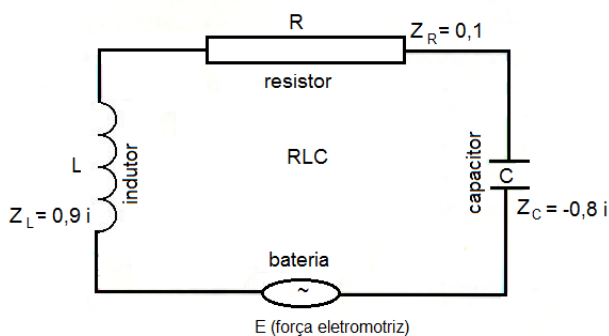 R
Z_R = 0,1
resistor
L
indutor
RLC
capacitor
C
Z_L = 0,9 i
Z_C = -0,8 i
bateria
~
E (força eletromotriz)